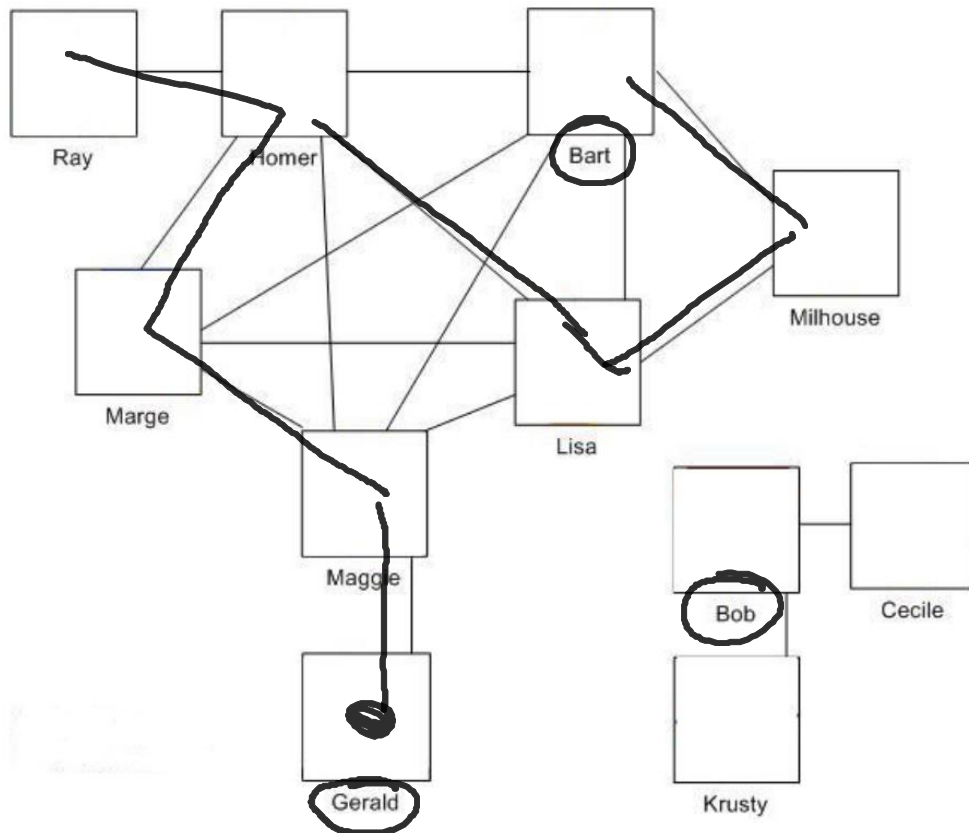 Ray
Homer
Bart
Milhouse
Marge
Lisa
Maggie
Bob
Cecile
Gerald
Krusty